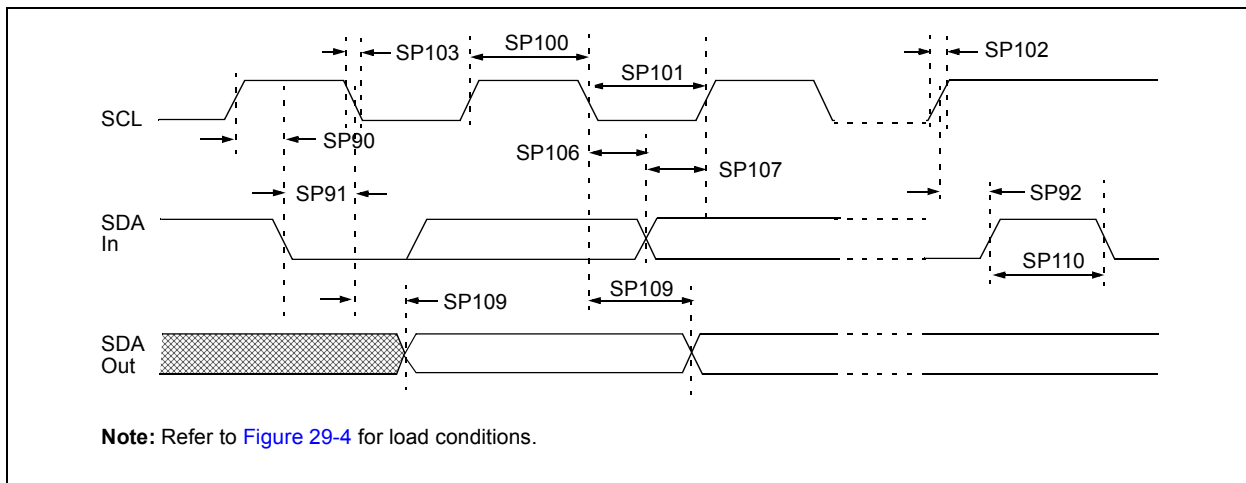 SP103
SP100
SP101
SP102
SCL
SP90
SP106
SP107
SP91
SP92
SDA
In
SP110
SP109
SP109
SDA
Out
Note: Refer to Figure 29-4 for load conditions.